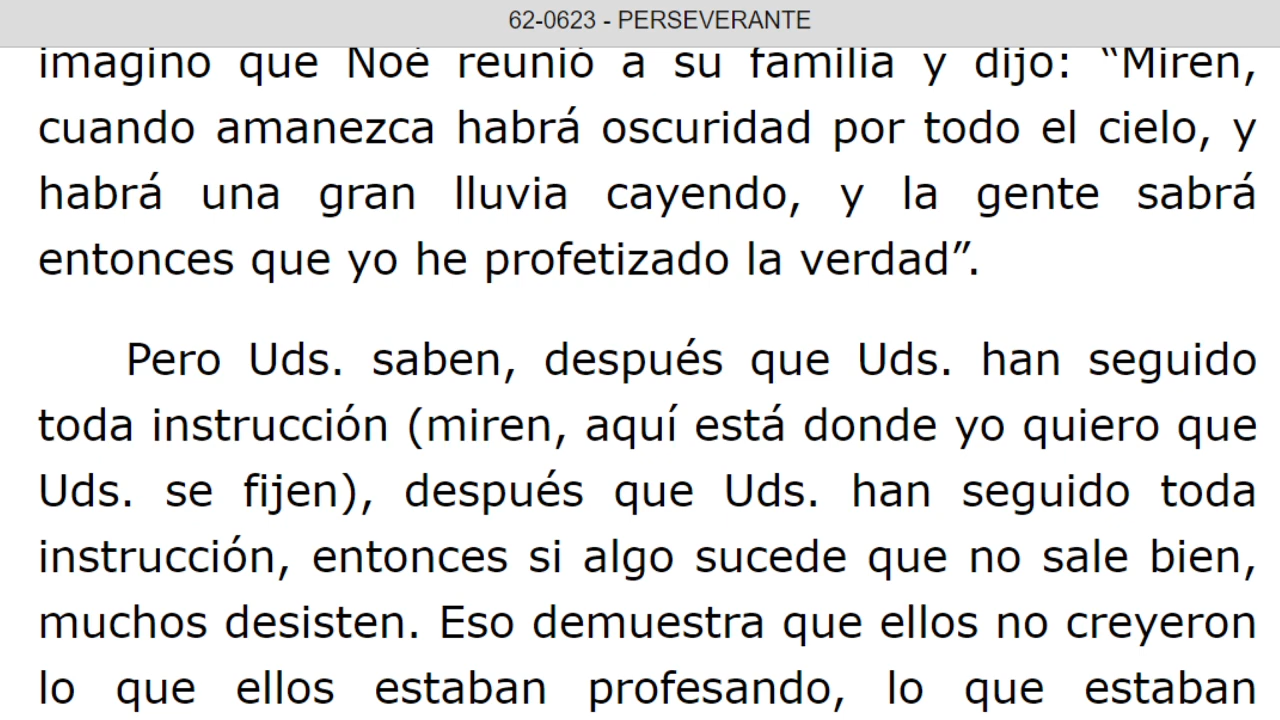 62-0623 - PERSEVERANTE
imagino que Noé reunió a su familia y dijo: “Miren,
cuando amanezca habrá oscuridad por todo el cielo, y
habrá una gran lluvia cayendo, y la gente sabrá
entonces que yo he profetizado la verdad”.
Pero Uds. saben, después que Uds. han seguido
toda instrucción (miren, aquí está donde yo quiero que
Uds. se fijen), después que Uds. han seguido toda
instrucción, entonces si algo sucede que no sale bien,
muchos desisten. Eso demuestra que ellos no creyeron
lo que ellos estaban profesando, lo que estaban